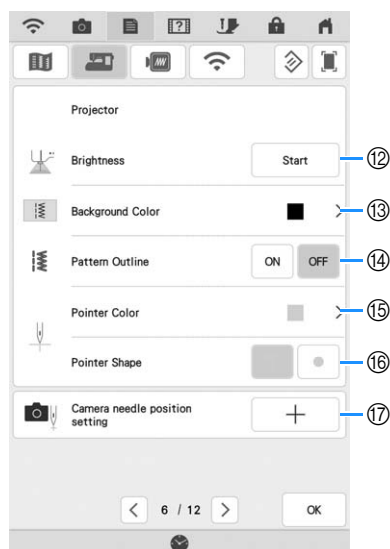 Projector
Brightness
Start
⑫
Background Color
⑬
Pattern Outline
ON
OFF
⑭
Pointer Color
⑮
Pointer Shape
⑯
Camera needle position
setting
⑰
6 / 12
OK